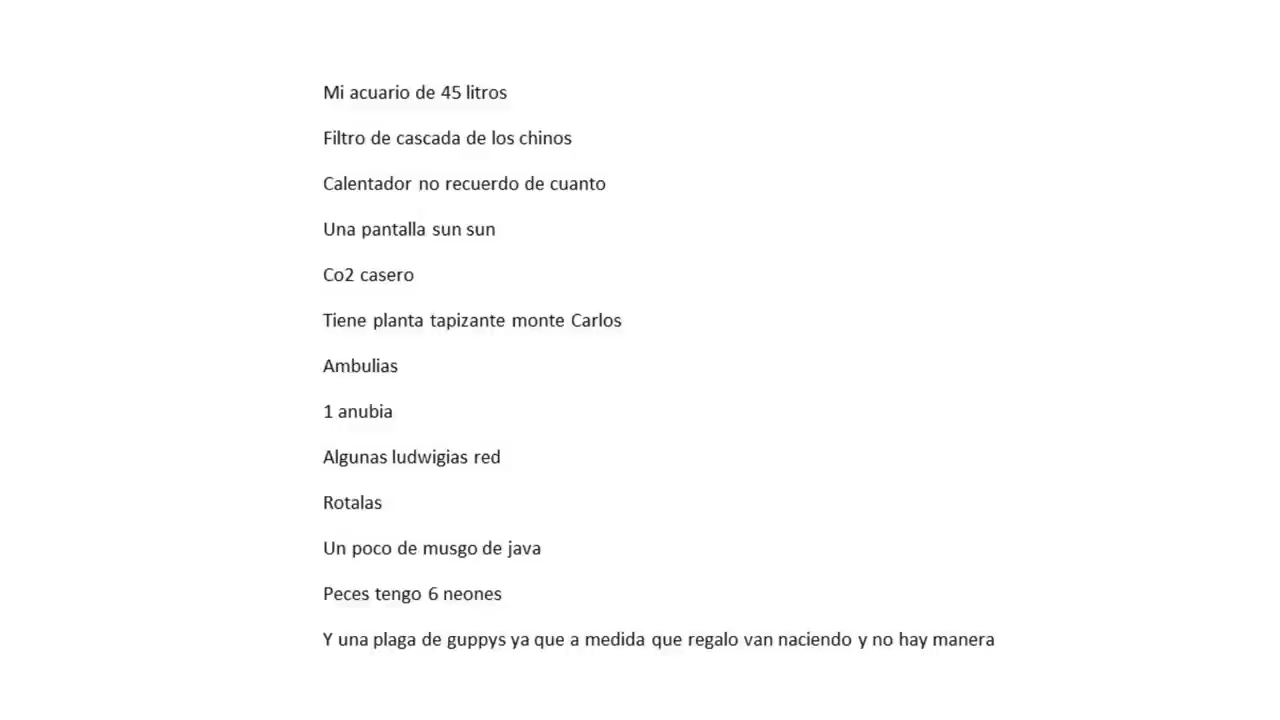 Mi acuario de 45 litros
Filtro de cascada de los chinos
Calentador no recuerdo de cuanto
Una pantalla sun sun
Co2 casero
Tiene planta tapizante monte Carlos
Ambulias
1 anubia
Algunas ludwigias red
Rotalas
Un poco de musgo de java
Peces tengo 6 neones
Y una plaga de guppys ya que a medida que regalo van naciendo y no hay manera